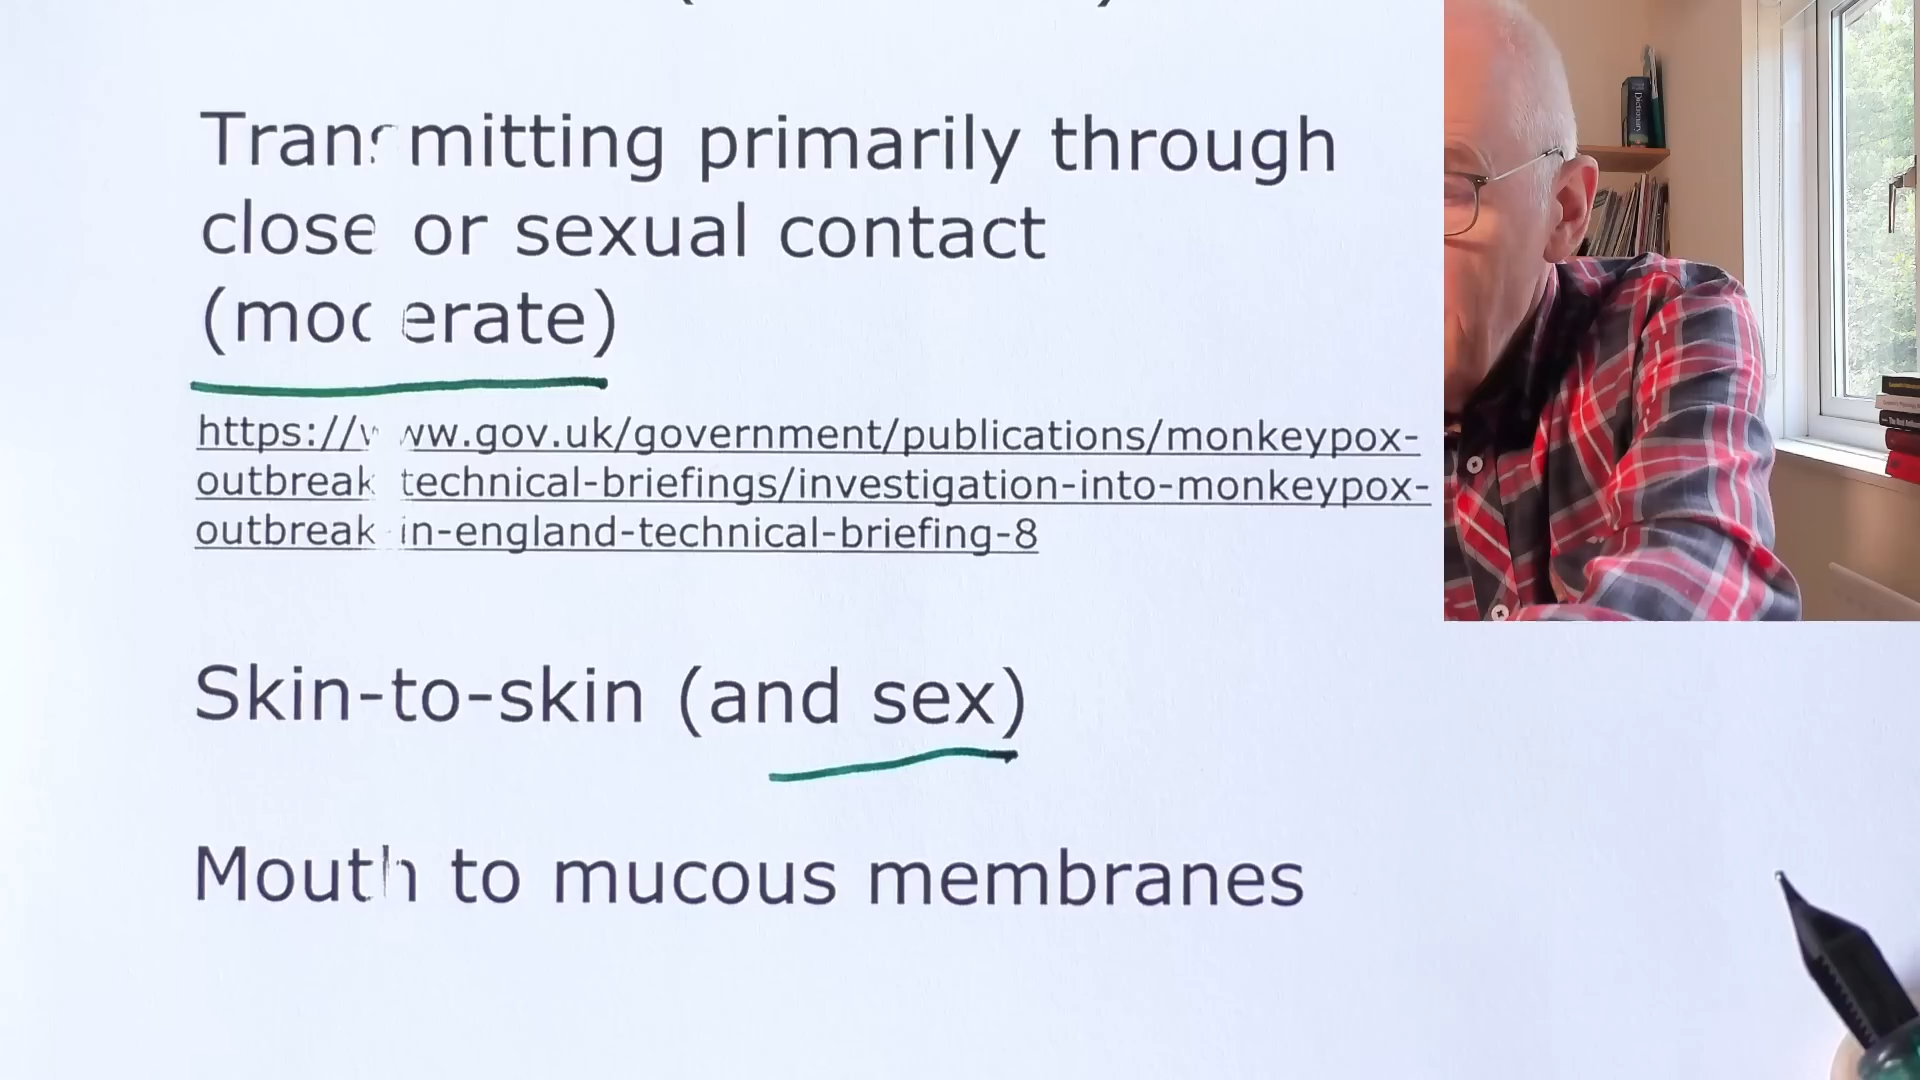 Transmitting primarily through
close or sexual contact
(moderate)
https://www.gov.uk/government/publications/monkeypox-
outbreak-technical-briefings/investigation-into-monkeypox-
outbreak-in-england-technical-briefing-8
Skin-to-skin (and sex)
Mouth to mucous membranes
Dictionary